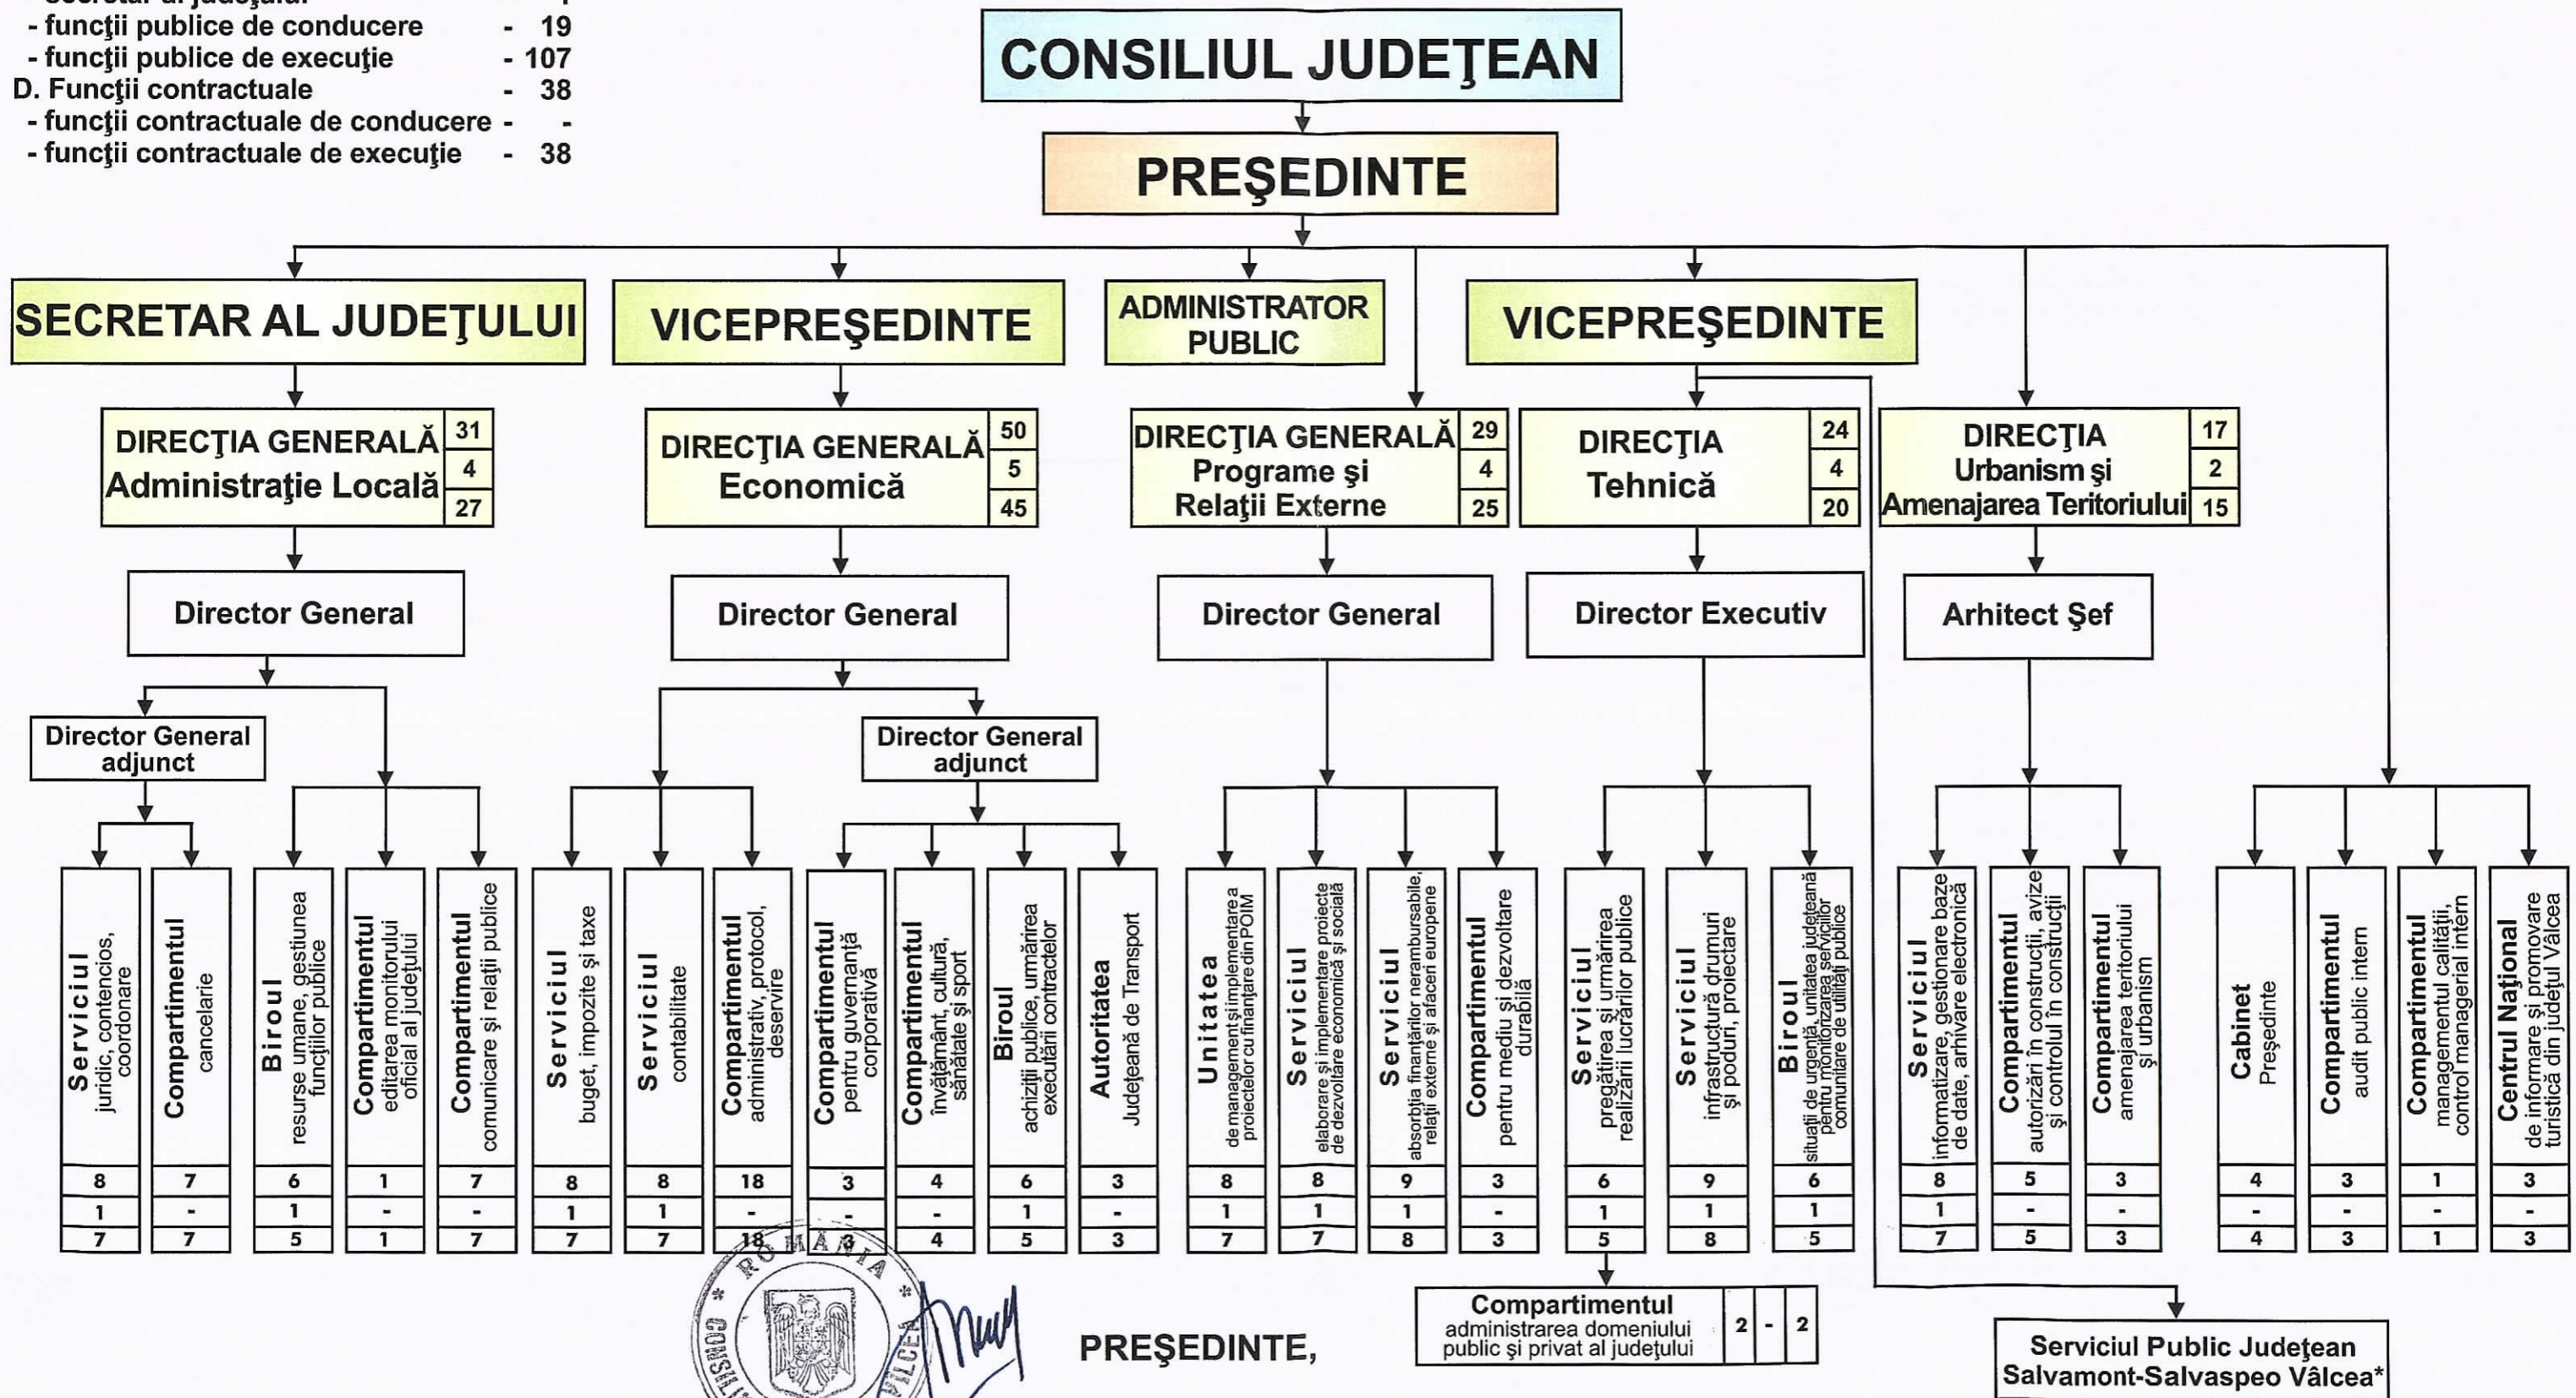 - funcţii publice de conducere - 19
- funcţii publice de execuţie - 107
D. Funcţii contractuale - 38
- funcţii contractuale de conducere - -
- funcţii contractuale de execuţie - 38
CONSILIUL JUDEŢEAN
PREŞEDINTE
SECRETAR AL JUDEŢULUI
VICEPREŞEDINTE
ADMINISTRATOR
PUBLIC
VICEPREŞEDINTE
DIRECŢIA GENERALĂ
Administraţie Locală
31
4
27
DIRECŢIA GENERALĂ
Economică
50
5
45
DIRECŢIA GENERALĂ
Programe şi
Relaţii Externe
29
4
25
DIRECŢIA
Tehnică
24
4
20
DIRECŢIA
Urbanism şi
Amenajarea Teritoriului
17
2
15
Director General
Director General
Director General
Director Executiv
Arhitect Şef
Director General
adjunct
Director General
adjunct
Serviciul
juridic, contencios,
coordonare
8
1
7
Compartimentul
cancelarie
7
-
7
Biroul
resurse umane, gestiunea
funcţiilor publice
6
1
5
Compartimentul
editarea monitorului
oficial al judeţului
1
-
1
Compartimentul
comunicare şi relaţii publice
7
-
7
Serviciul
buget, impozite şi taxe
8
1
7
Serviciul
contabilitate
8
1
7
Compartimentul
administrativ, protocol,
deservire
18
-
18
Compartimentul
pentru guvernanţă
corporativă
3
-
3
Compartimentul
învăţământ, cultură,
sănătate şi sport
4
-
4
Biroul
achiziţii publice, urmărirea
executării contractelor
6
1
5
Autoritatea
Judeţeană de Transport
3
-
3
Unitatea
de management şi implementare a
proiectelor cu finanţare din POIM
8
1
7
Serviciul
elaborare şi implementare proiecte
de dezvoltare economică şi socială
8
1
7
Serviciul
absorbţia finanţărilor nerambursabile,
relaţii externe şi afaceri europene
9
1
8
Compartimentul
pentru mediu şi dezvoltare
durabilă
3
-
3
Serviciul
pregătirea şi urmărirea
realizării lucrărilor publice
6
1
5
Serviciul
infrastructură drumuri
şi poduri, proiectare
9
1
8
Biroul
situaţii de urgenţă, unitatea judeţeană
pentru monitorizarea serviciilor
comunitare de utilităţi publice
6
1
5
Serviciul
informatizare, gestionare baze
de date, arhivare electronică
8
1
7
Compartimentul
autorizări în construcţii, avize
şi controlul în construcţii
5
-
5
Compartimentul
amenajarea teritoriului
şi urbanism
3
-
3
Cabinet
Preşedinte
4
-
4
Compartimentul
audit public intern
3
-
3
Compartimentul
managementul calităţii,
control managerial intern
1
-
1
Centrul Naţional
de informare şi promovare
turistică din judeţul Vâlcea
3
-
3
Compartimentul
administrarea domeniului
public şi privat al judeţului
2 - 2
Serviciul Public Judeţean
Salvamont-Salvaspeo Vâlcea*
PREŞEDINTE,
* ROMÂNIA *
VÂLCEA